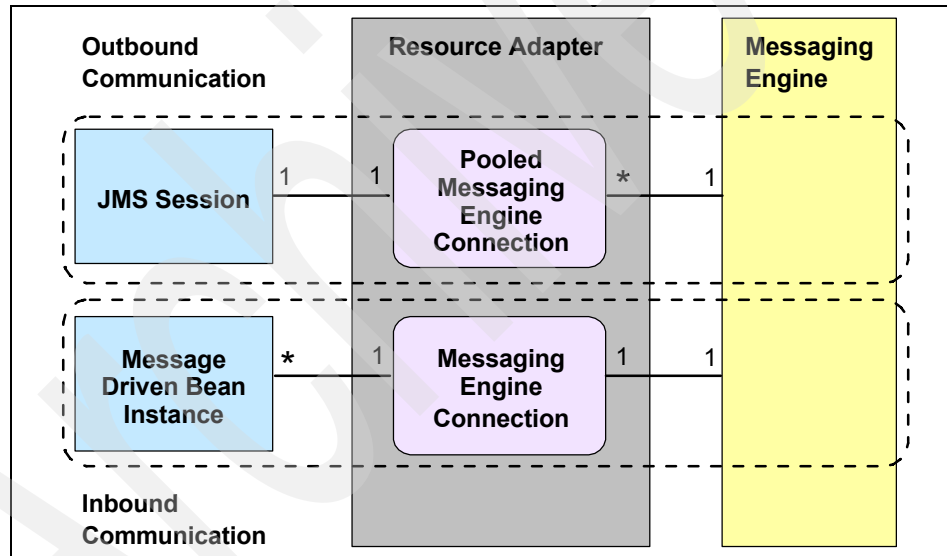 Outbound
Communication
Resource Adapter
Messaging
Engine
JMS Session
1
1
Pooled
Messaging
Engine
Connection
*
1
Message
Driven Bean
Instance
*
1
Messaging
Engine
Connection
1
1
Inbound
Communication